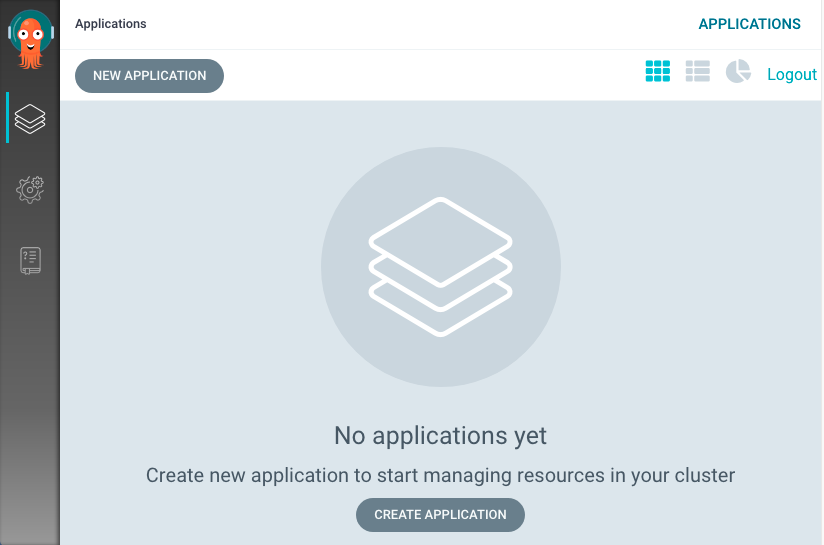 Applications
APPLICATIONS
NEW APPLICATION
Logout
No applications yet
Create new application to start managing resources in your cluster
CREATE APPLICATION